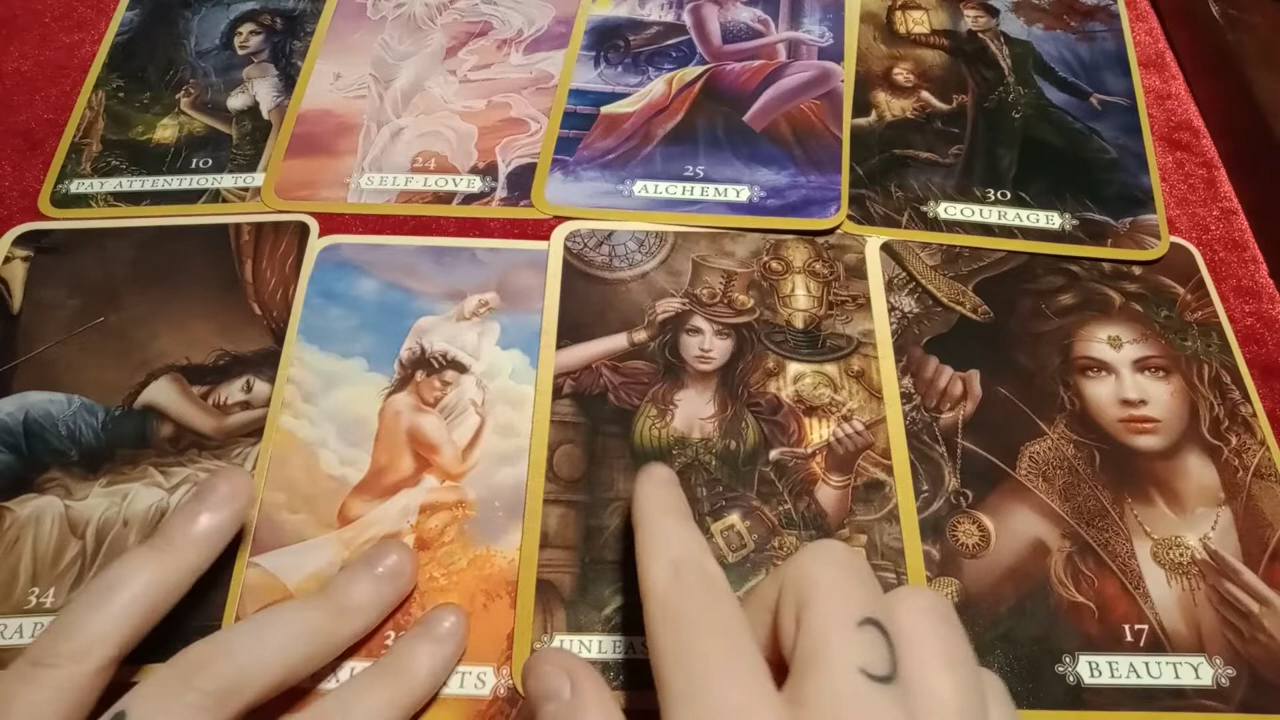 10
PAY ATTENTION TO
24
SELF-LOVE
25
ALCHEMY
30
COURAGE
34
17
BEAUTY